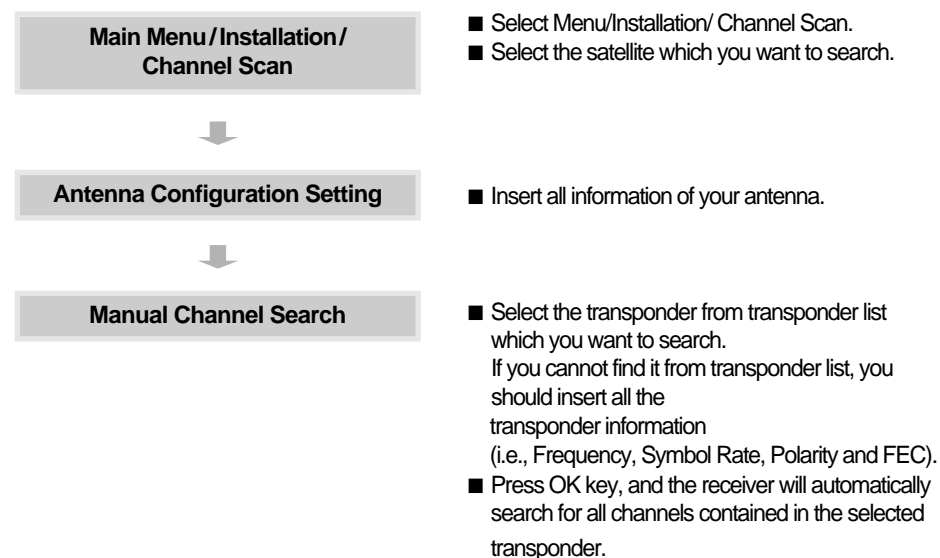 Main Menu/Installation/
Channel Scan
■ Select Menu/Installation/ Channel Scan.
■ Select the satellite which you want to search.
Antenna Configuration Setting
■ Insert all information of your antenna.
Manual Channel Search
■ Select the transponder from transponder list
which you want to search.
If you cannot find it from transponder list, you
should insert all the
transponder information
(i.e., Frequency, Symbol Rate, Polarity and FEC).
■ Press OK key, and the receiver will automatically
search for all channels contained in the selected
transponder.